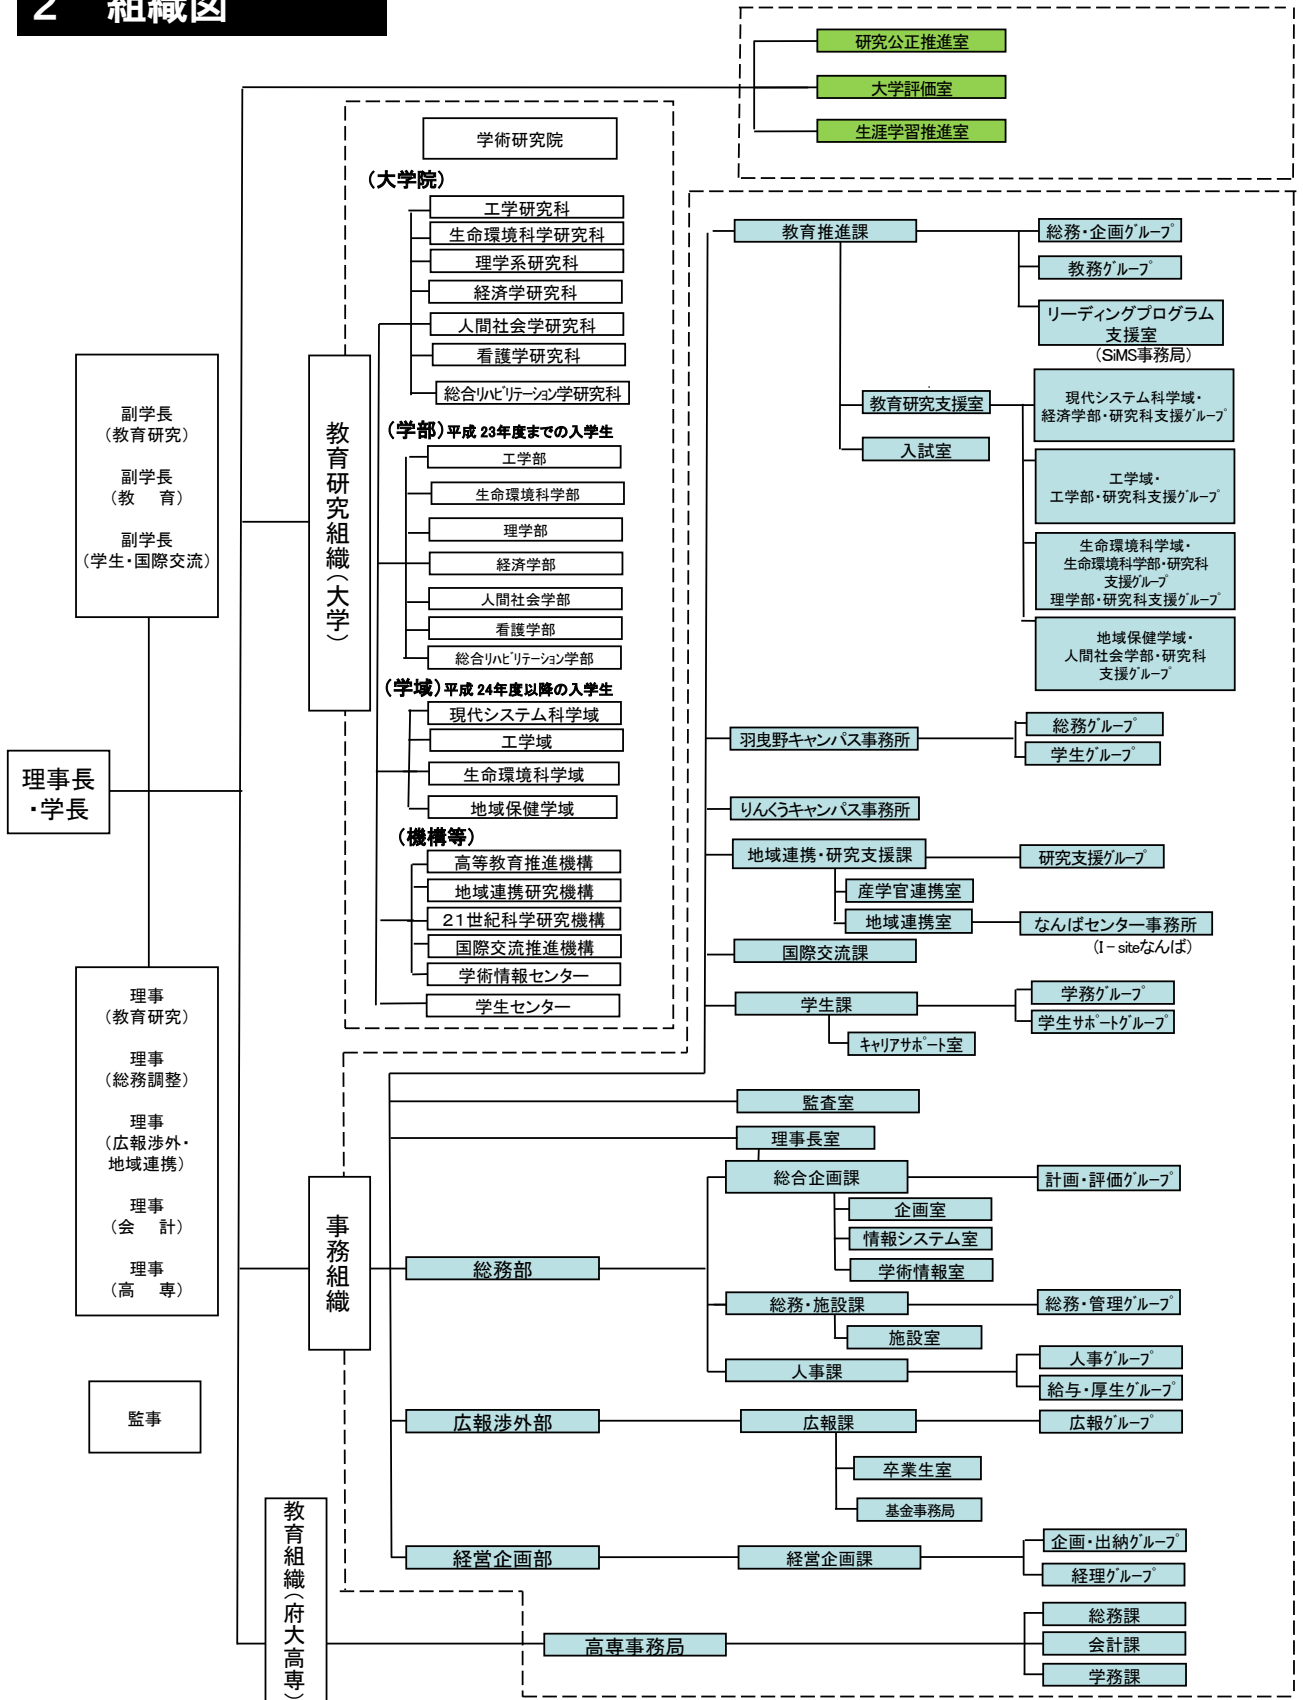 2　組織図
研究公正推進室
大学評価室
生涯学習推進室
理事長
・学長
副学長
(教育研究)
副学長
(教　育)
副学長
(学生・国際交流)
理事
(教育研究)
理事
(総務調整)
理事
(広報渉外・
地域連携)
理事
(会　計)
理事
(高　専)
監事
教育研究組織(大学)
学術研究院
(大学院)
工学研究科
生命環境科学研究科
理学系研究科
経済学研究科
人間社会学研究科
看護学研究科
総合リハビリテーション学研究科
(学部)平成 23年度までの入学生
工学部
生命環境科学部
理学部
経済学部
人間社会学部
看護学部
総合リハビリテーション学部
(学域)平成 24年度以降の入学生
現代システム科学域
工学域
生命環境科学域
地域保健学域
(機構等)
高等教育推進機構
地域連携研究機構
21世紀科学研究機構
国際交流推進機構
学術情報センター
学生センター
事務組織
教育推進課
総務・企画グループ
教務グループ
リーディングプログラム
支援室
(SiMS事務局)
教育研究支援室
入試室
現代システム科学域・
経済学部・研究科支援グループ
工学域・
工学部・研究科支援グループ
生命環境科学域・
生命環境科学部・研究科
支援グループ
理学部・研究科支援グループ
地域保健学域・
人間社会学部・研究科
支援グループ
羽曳野キャンパス事務所
総務グループ
学生グループ
りんくうキャンパス事務所
地域連携・研究支援課
研究支援グループ
産学官連携室
地域連携室
なんばセンター事務所
(I-siteなんば)
国際交流課
学生課
学務グループ
学生サポートグループ
キャリアサポート室
監査室
理事長室
総務部
総合企画課
計画・評価グループ
企画室
情報システム室
学術情報室
総務・施設課
総務・管理グループ
施設室
人事課
人事グループ
給与・厚生グループ
広報渉外部
広報課
広報グループ
卒業生室
基金事務局
経営企画部
経営企画課
企画・出納グループ
経理グループ
教育組織(府大高専)
高専事務局
総務課
会計課
学務課